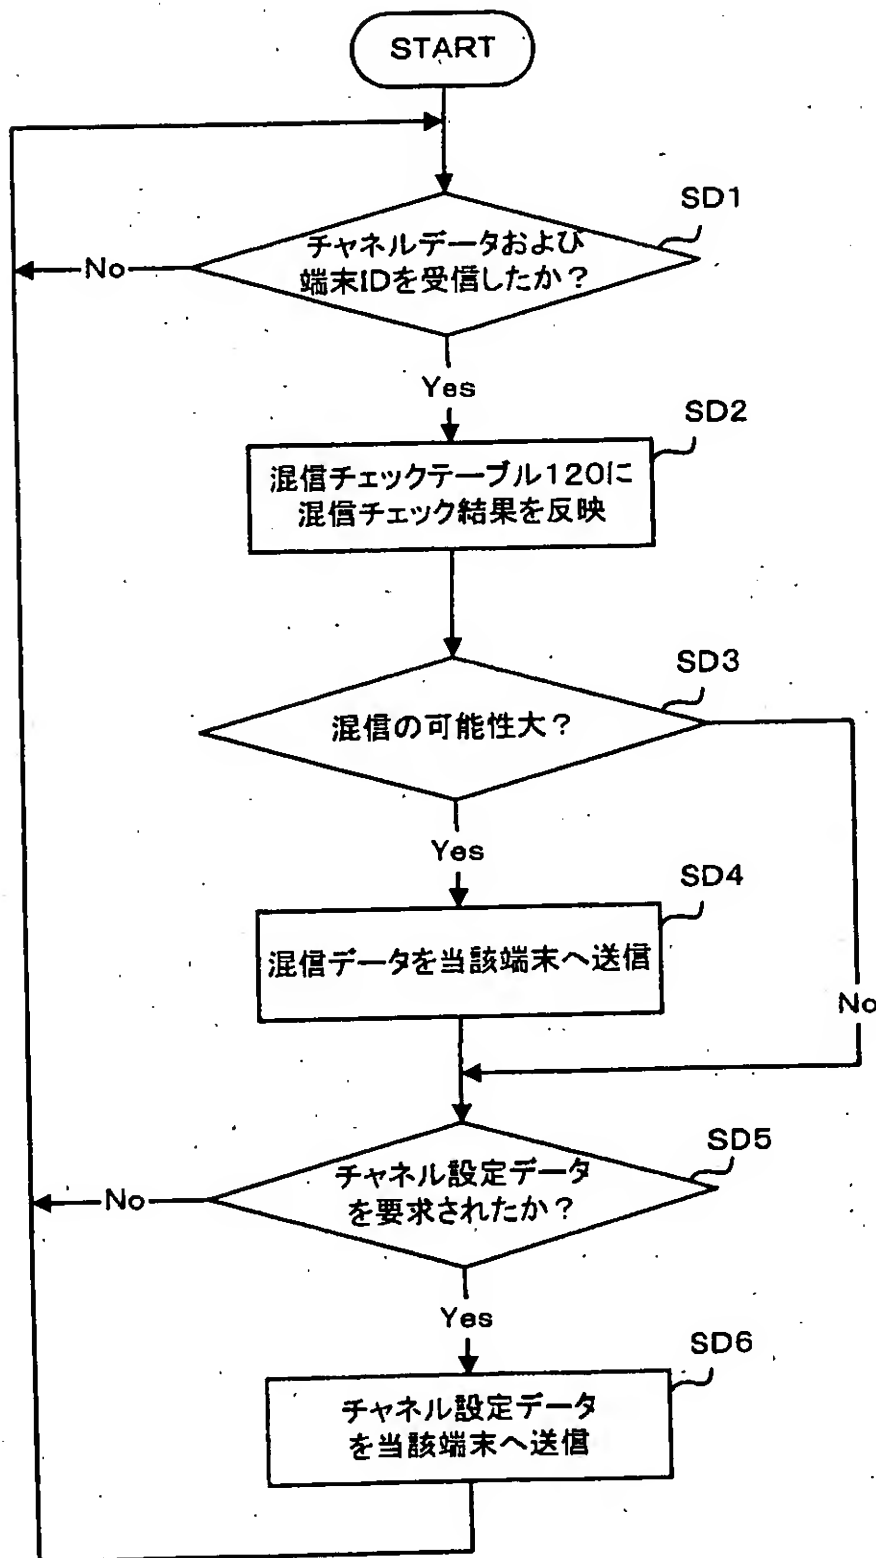 START
SD1
チャネルデータおよび
端末IDを受信したか？
No
Yes
SD2
混信チェックテーブル120に
混信チェック結果を反映
SD3
混信の可能性大？
Yes
SD4
混信データを当該端末へ送信
No
SD5
チャネル設定データ
を要求されたか？
No
Yes
SD6
チャネル設定データ
を当該端末へ送信